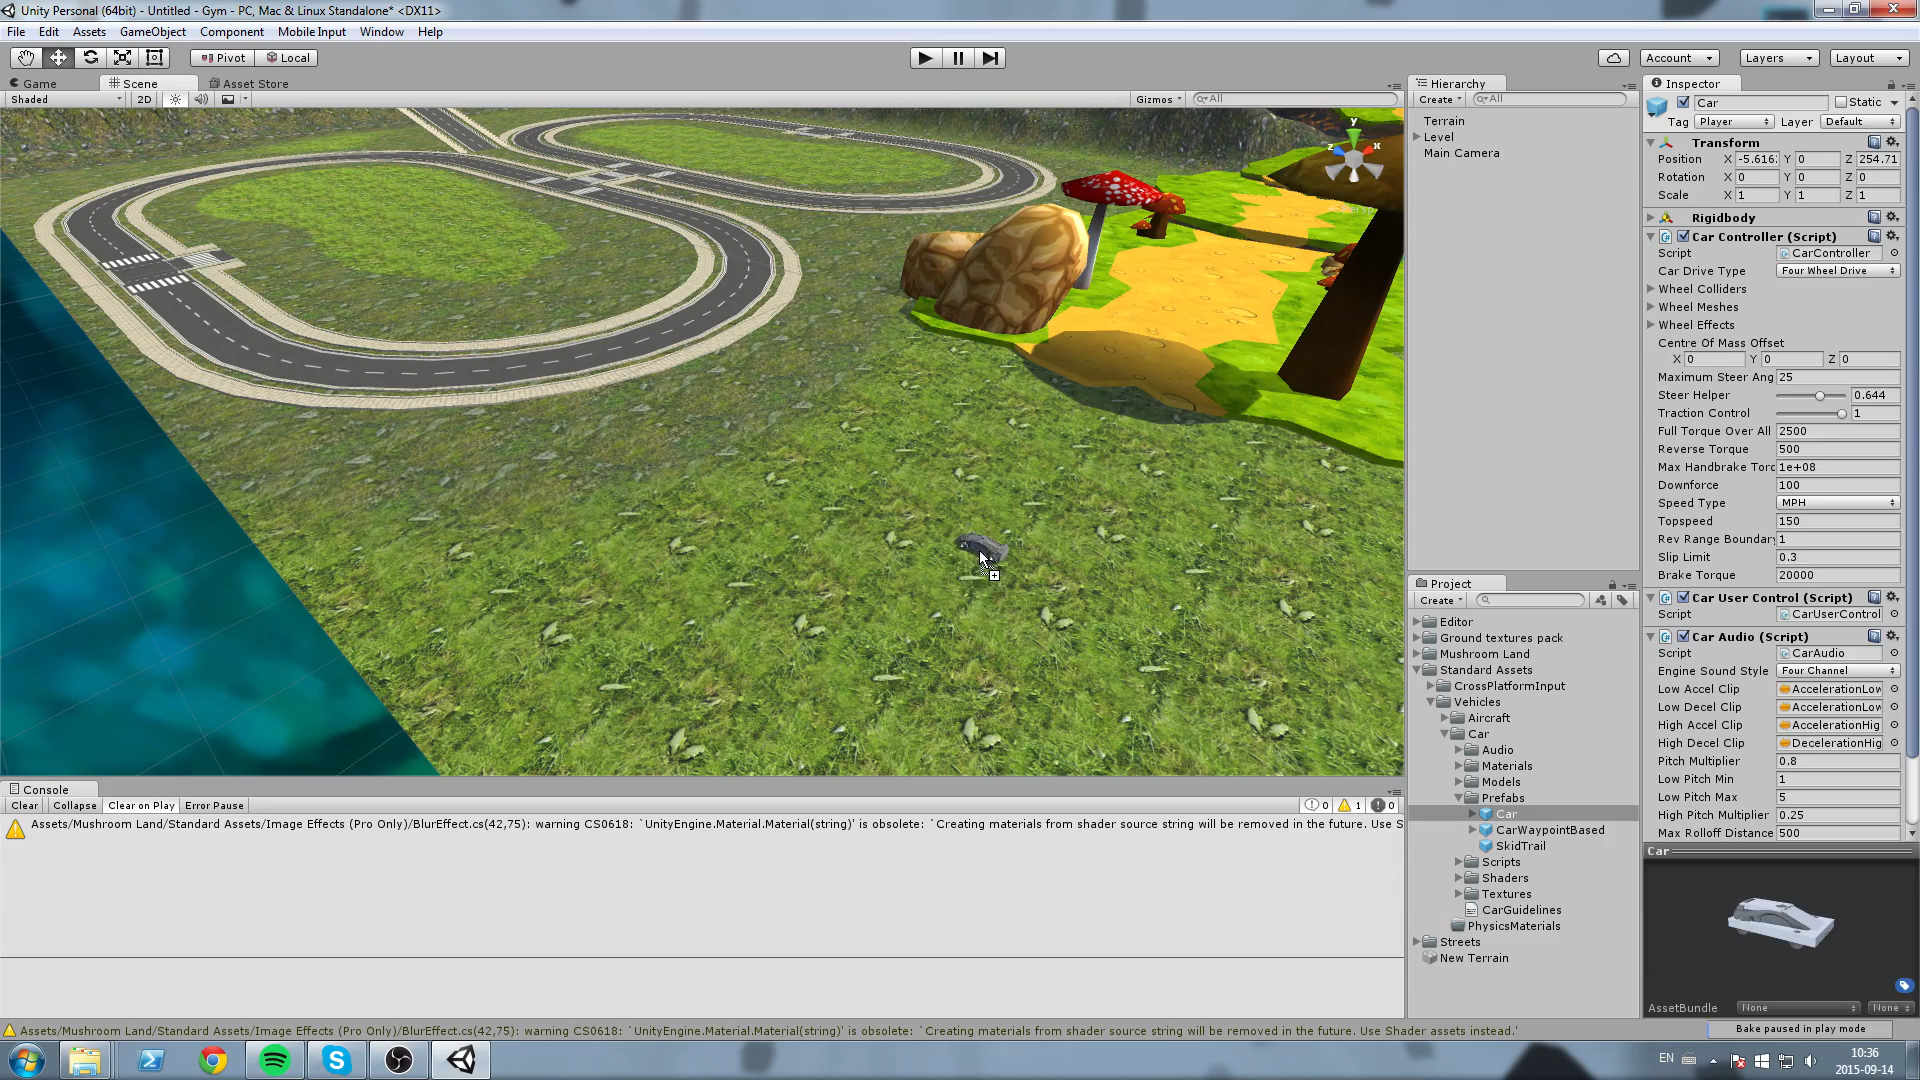 Unity Personal (64bit) - Untitled - Gym - PC, Mac & Linux Standalone* <DX11>
File Edit Assets GameObject Component Mobile Input Window Help
Pivot Local
Account Layers Layout
Game Scene Asset Store
Shaded 2D Gizmos All
Hierarchy
Create All
Terrain
Level
Main Camera
y
z x
Persp
Inspector
Car Static
Tag Player Layer Default
Transform
Position X -5.616 Y 0 Z 254.71
Rotation X 0 Y 0 Z 0
Scale X 1 Y 1 Z 1
Rigidbody
Car Controller (Script)
Script CarController
Car Drive Type Four Wheel Drive
Wheel Colliders
Wheel Meshes
Wheel Effects
Centre Of Mass Offset
X 0 Y 0 Z 0
Maximum Steer Ang 25
Steer Helper 0.644
Traction Control 1
Full Torque Over All 2500
Reverse Torque 500
Max Handbrake Torc 1e+08
Downforce 100
Speed Type MPH
Topspeed 150
Rev Range Boundary 1
Slip Limit 0.3
Brake Torque 20000
Car User Control (Script)
Script CarUserControl
Car Audio (Script)
Script CarAudio
Engine Sound Style Four Channel
Low Accel Clip AccelerationLow
Low Decel Clip AccelerationLow
High Accel Clip AccelerationHig
High Decel Clip DecelerationHig
Pitch Multiplier 0.8
Low Pitch Min 1
Low Pitch Max 5
High Pitch Multiplier 0.25
Max Rolloff Distance 500
Car
AssetBundle None None
Project
Create
Editor
Ground textures pack
Mushroom Land
Standard Assets
CrossPlatformInput
Vehicles
Aircraft
Car
Audio
Materials
Models
Prefabs
Car
CarWaypointBased
SkidTrail
Scripts
Shaders
Textures
CarGuidelines
PhysicsMaterials
Streets
New Terrain
Console
Clear Collapse Clear on Play Error Pause 0 1 0
Assets/Mushroom Land/Standard Assets/Image Effects (Pro Only)/BlurEffect.cs(42,75): warning CS0618: `UnityEngine.Material.Material(string)' is obsolete: `Creating materials from shader source string will be removed in the future. Use S
Assets/Mushroom Land/Standard Assets/Image Effects (Pro Only)/BlurEffect.cs(42,75): warning CS0618: `UnityEngine.Material.Material(string)' is obsolete: `Creating materials from shader source string will be removed in the future. Use Shader assets instead.'
Bake paused in play mode
EN
10:36
2015-09-14